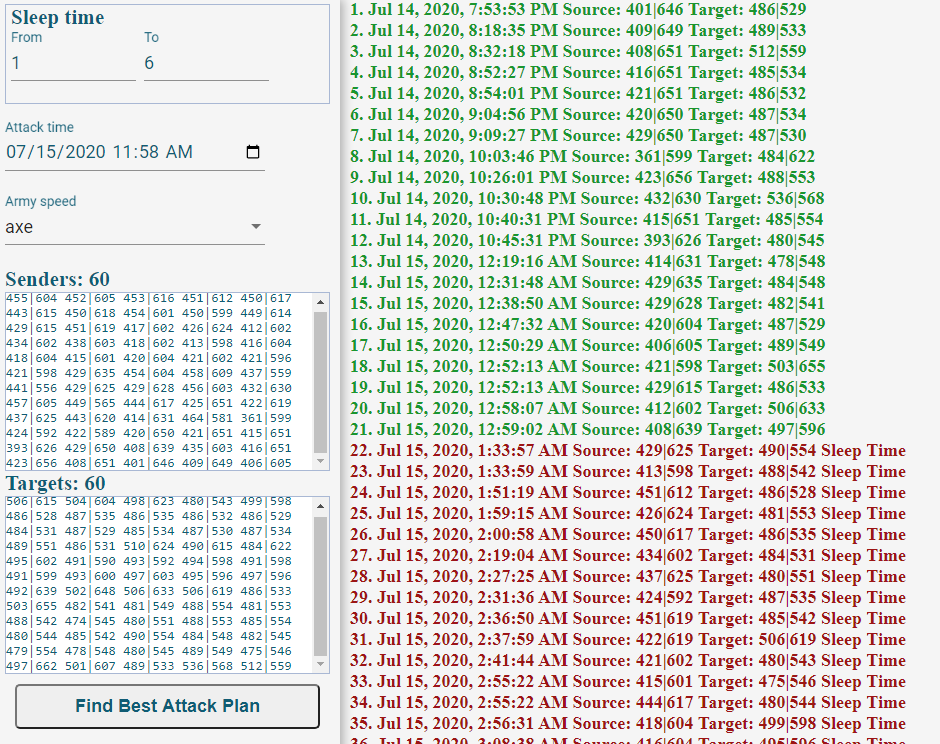 Sleep time
From To
1 6
Attack time
07/15/2020 11:58 AM
Army speed
axe
Senders: 60
455|604 452|605 453|616 451|612 450|617
443|615 450|618 454|601 450|599 449|614
429|615 451|619 417|602 426|624 412|602
434|602 438|603 418|602 413|598 416|604
418|604 415|601 420|604 421|602 421|596
421|598 429|635 454|604 458|609 437|559
441|556 429|625 429|628 456|603 432|630
457|605 449|565 444|617 425|651 422|619
437|625 443|620 414|631 464|581 361|599
424|592 422|589 420|650 421|651 415|651
393|626 429|650 408|639 435|603 416|651
423|656 408|651 401|646 409|649 406|605
Targets: 60
506|615 504|604 498|623 480|543 499|598
486|528 487|535 486|535 486|532 486|529
484|531 487|529 485|534 487|530 487|534
489|551 486|531 510|624 490|615 484|622
495|602 491|590 493|592 494|598 491|598
491|599 493|600 497|603 495|596 497|596
492|639 502|648 506|633 506|619 486|533
503|655 482|541 481|549 488|554 481|553
488|542 474|545 480|551 488|553 485|554
480|544 485|542 490|554 484|548 482|545
479|554 478|548 480|545 489|549 475|546
497|662 501|607 489|533 536|568 512|559
Find Best Attack Plan
1. Jul 14, 2020, 7:53:53 PM Source: 401|646 Target: 486|529
2. Jul 14, 2020, 8:18:35 PM Source: 409|649 Target: 489|533
3. Jul 14, 2020, 8:32:18 PM Source: 408|651 Target: 512|559
4. Jul 14, 2020, 8:52:27 PM Source: 416|651 Target: 485|534
5. Jul 14, 2020, 8:54:01 PM Source: 421|651 Target: 486|532
6. Jul 14, 2020, 9:04:56 PM Source: 420|650 Target: 487|534
7. Jul 14, 2020, 9:09:27 PM Source: 429|650 Target: 487|530
8. Jul 14, 2020, 10:03:46 PM Source: 361|599 Target: 484|622
9. Jul 14, 2020, 10:26:01 PM Source: 423|656 Target: 488|553
10. Jul 14, 2020, 10:30:48 PM Source: 432|630 Target: 536|568
11. Jul 14, 2020, 10:40:31 PM Source: 415|651 Target: 485|554
12. Jul 14, 2020, 10:45:31 PM Source: 393|626 Target: 480|545
13. Jul 15, 2020, 12:19:16 AM Source: 414|631 Target: 478|548
14. Jul 15, 2020, 12:31:48 AM Source: 429|635 Target: 484|548
15. Jul 15, 2020, 12:38:50 AM Source: 429|628 Target: 482|541
16. Jul 15, 2020, 12:47:32 AM Source: 420|604 Target: 487|529
17. Jul 15, 2020, 12:50:29 AM Source: 406|605 Target: 489|549
18. Jul 15, 2020, 12:52:13 AM Source: 421|598 Target: 503|655
19. Jul 15, 2020, 12:52:13 AM Source: 429|615 Target: 486|533
20. Jul 15, 2020, 12:58:07 AM Source: 412|602 Target: 506|633
21. Jul 15, 2020, 12:59:02 AM Source: 408|639 Target: 497|596
22. Jul 15, 2020, 1:33:57 AM Source: 429|625 Target: 490|554 Sleep Time
23. Jul 15, 2020, 1:33:59 AM Source: 413|598 Target: 488|542 Sleep Time
24. Jul 15, 2020, 1:51:19 AM Source: 451|612 Target: 486|528 Sleep Time
25. Jul 15, 2020, 1:59:15 AM Source: 426|624 Target: 481|553 Sleep Time
26. Jul 15, 2020, 2:00:58 AM Source: 450|617 Target: 486|535 Sleep Time
27. Jul 15, 2020, 2:19:04 AM Source: 434|602 Target: 484|531 Sleep Time
28. Jul 15, 2020, 2:27:25 AM Source: 437|625 Target: 480|551 Sleep Time
29. Jul 15, 2020, 2:31:36 AM Source: 424|592 Target: 487|535 Sleep Time
30. Jul 15, 2020, 2:36:50 AM Source: 451|619 Target: 485|542 Sleep Time
31. Jul 15, 2020, 2:37:59 AM Source: 422|619 Target: 506|619 Sleep Time
32. Jul 15, 2020, 2:41:44 AM Source: 421|602 Target: 480|543 Sleep Time
33. Jul 15, 2020, 2:55:22 AM Source: 415|601 Target: 475|546 Sleep Time
34. Jul 15, 2020, 2:55:22 AM Source: 444|617 Target: 480|544 Sleep Time
35. Jul 15, 2020, 2:56:31 AM Source: 418|604 Target: 499|598 Sleep Time
36. Jul 15, 2020, 3:08:38 AM Source: 416|604 Target: 495|596 Sleep Time